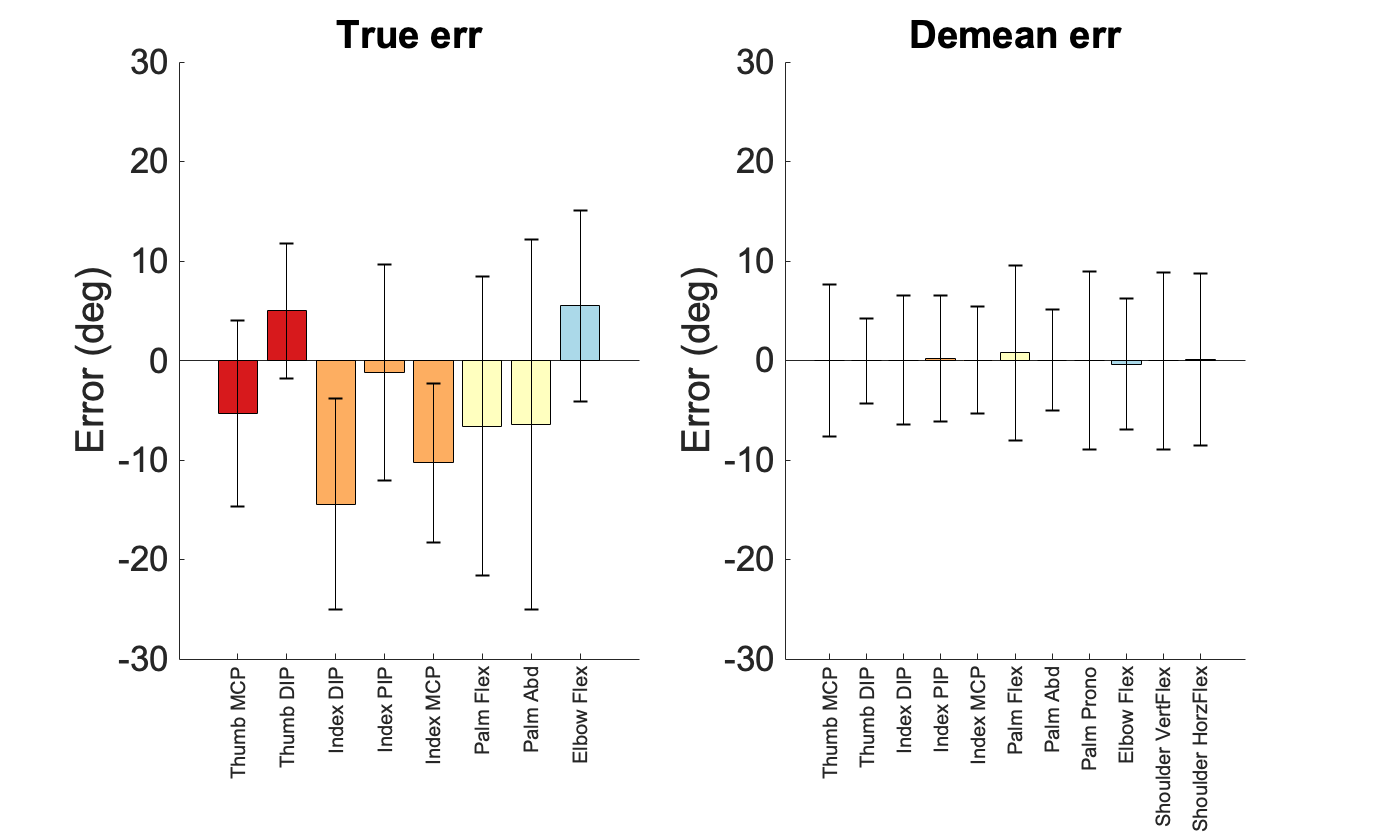 True err
30
20
10
0
-10
-20
-30
Error (deg)
Thumb MCP
Thumb DIP
Index DIP
Index PIP
Index MCP
Palm Flex
Palm Abd
Elbow Flex
Demean err
30
20
10
0
-10
-20
-30
Error (deg)
Thumb MCP
Thumb DIP
Index DIP
Index PIP
Index MCP
Palm Flex
Palm Abd
Palm Prono
Elbow Flex
Shoulder VertFlex
Shoulder HorzFlex